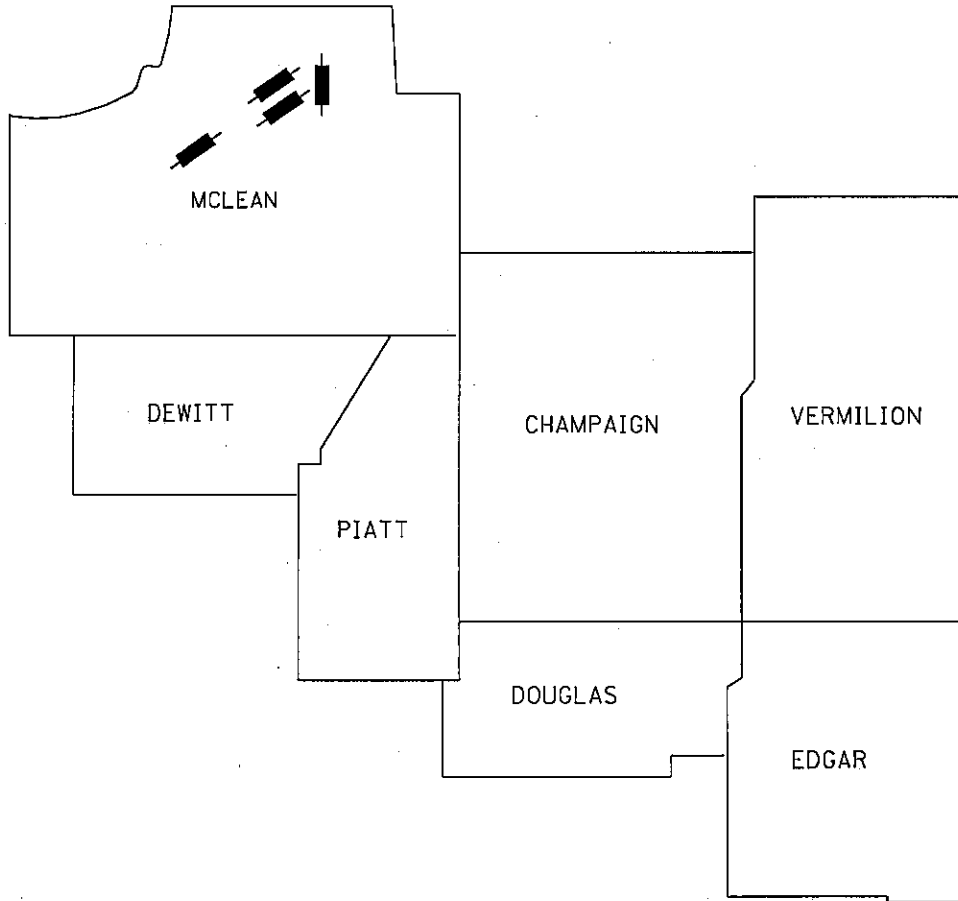 MCLEAN
DEWITT
CHAMPAIGN
VERMILION
PIATT
DOUGLAS
EDGAR